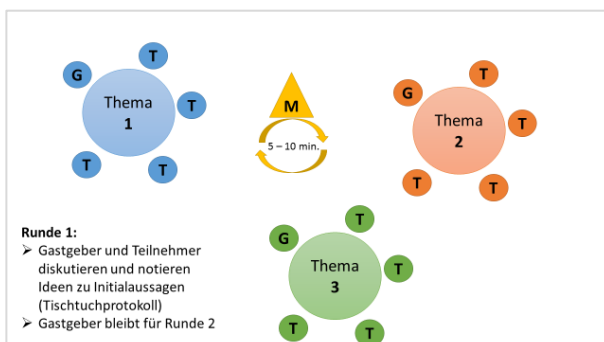 G
T
T
T
T
Thema
1
M
5 – 10 min.
G
T
T
T
T
Thema
2
Runde 1:
➢ Gastgeber und Teilnehmer
diskutieren und notieren
Ideen zu Initialaussagen
(Tischtuchprotokoll)
➢ Gastgeber bleibt für Runde 2
G
T
T
T
T
Thema
3